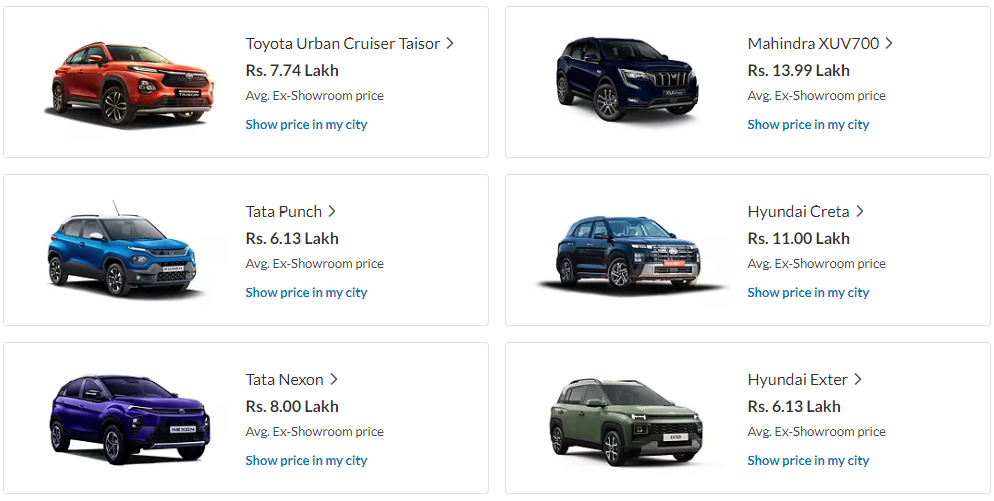 Toyota Urban Cruiser Taisor
Rs. 7.74 Lakh
Avg. Ex-Showroom price
Show price in my city
TAISOR
Mahindra XUV700
Rs. 13.99 Lakh
Avg. Ex-Showroom price
Show price in my city
Tata Punch
Rs. 6.13 Lakh
Avg. Ex-Showroom price
Show price in my city
PUNCH
Hyundai Creta
Rs. 11.00 Lakh
Avg. Ex-Showroom price
Show price in my city
Tata Nexon
Rs. 8.00 Lakh
Avg. Ex-Showroom price
Show price in my city
NEXON
Hyundai Exter
Rs. 6.13 Lakh
Avg. Ex-Showroom price
Show price in my city
EXTER